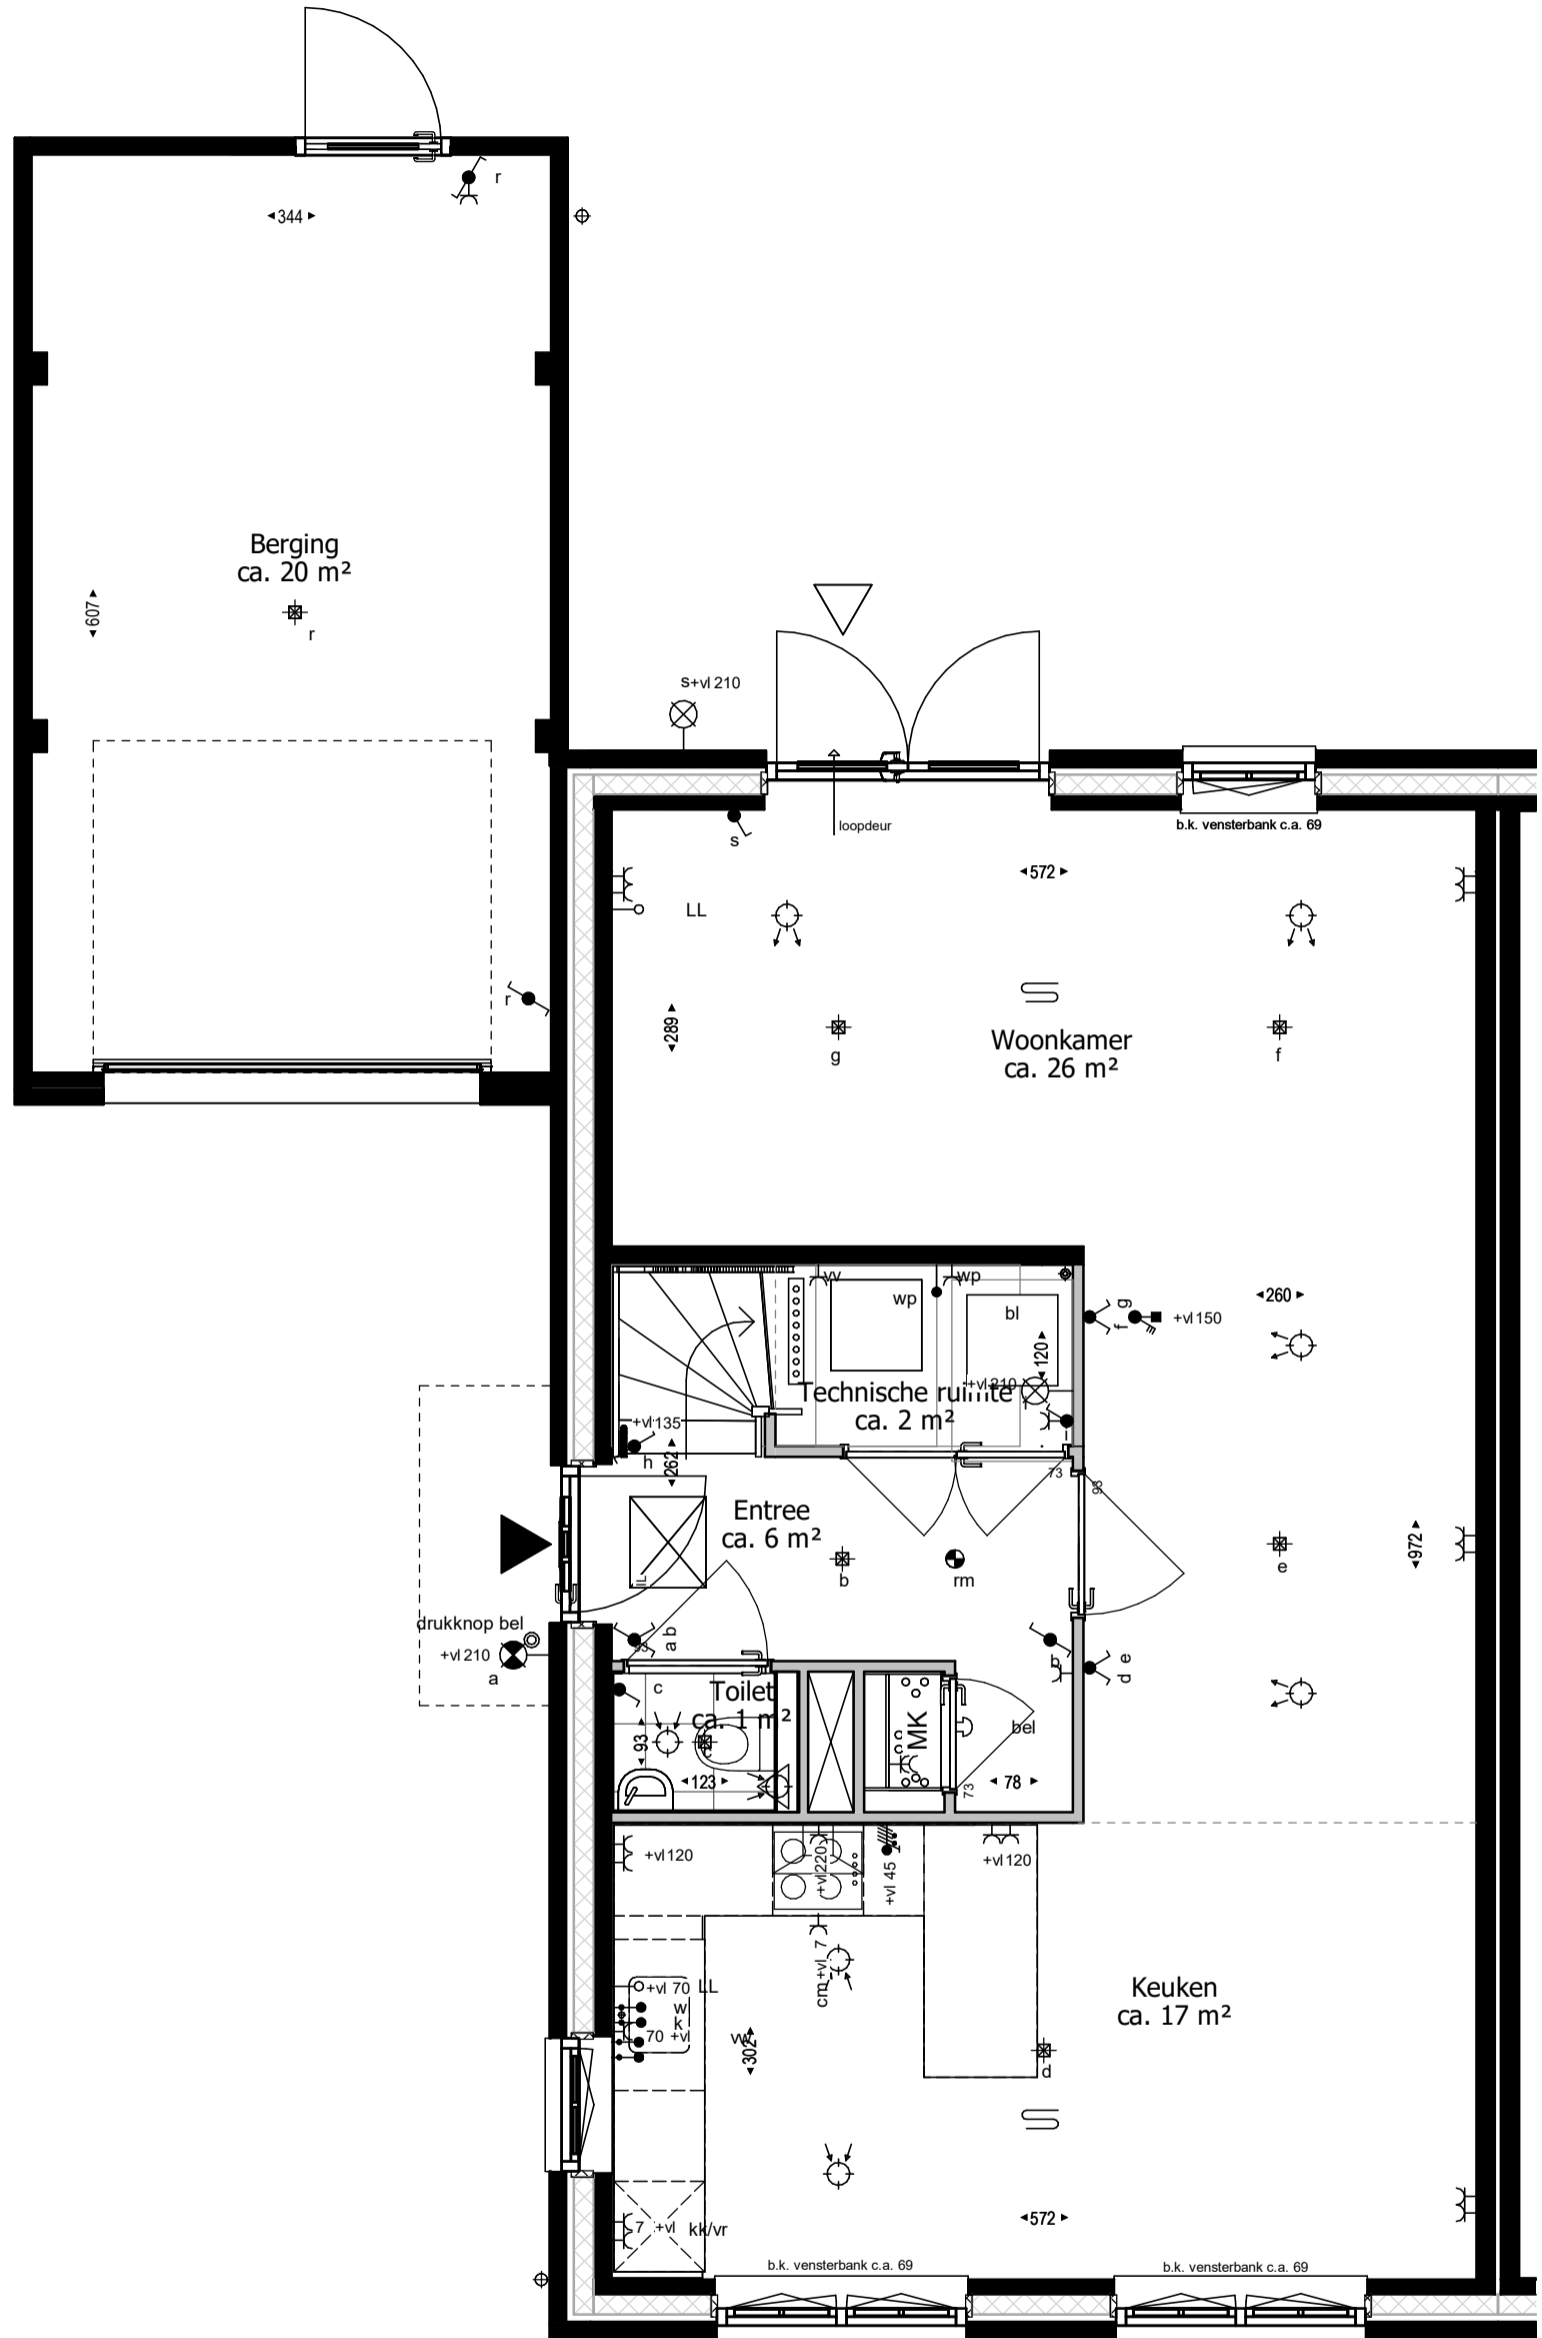 r
344
Berging
ca. 20 m²
607
r
s+vl 210
loopdeur
s
b.k. vensterbank c.a. 69
572
LL
r
289
g
Woonkamer
ca. 26 m²
f
vv
wp
wp
bl
260
g
f
+vl 150
120
+vl 210
Technische ruimte
ca. 2 m²
+vl 135
h
262
73
93
Entree
ca. 6 m²
b
rm
e
972
drukknop bel
+vl 210
a
a b
b
d e
c
Toilet
ca. 1 m²
c
93
123
MK
bel
73
78
+vl 120
+vl 220
+vl 45
+vl 120
cm +vl 7
+vl 70 LL
w
k
70 +vl
vw
302
Keuken
ca. 17 m²
d
572
7 +vl kk/vr
b.k. vensterbank c.a. 69
b.k. vensterbank c.a. 69